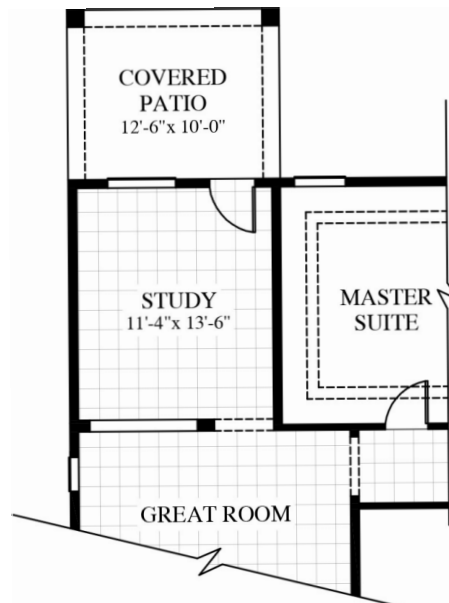 COVERED
PATIO
12'-6"x 10'-0"
STUDY
11'-4"x 13'-6"
MASTER
SUITE
GREAT ROOM